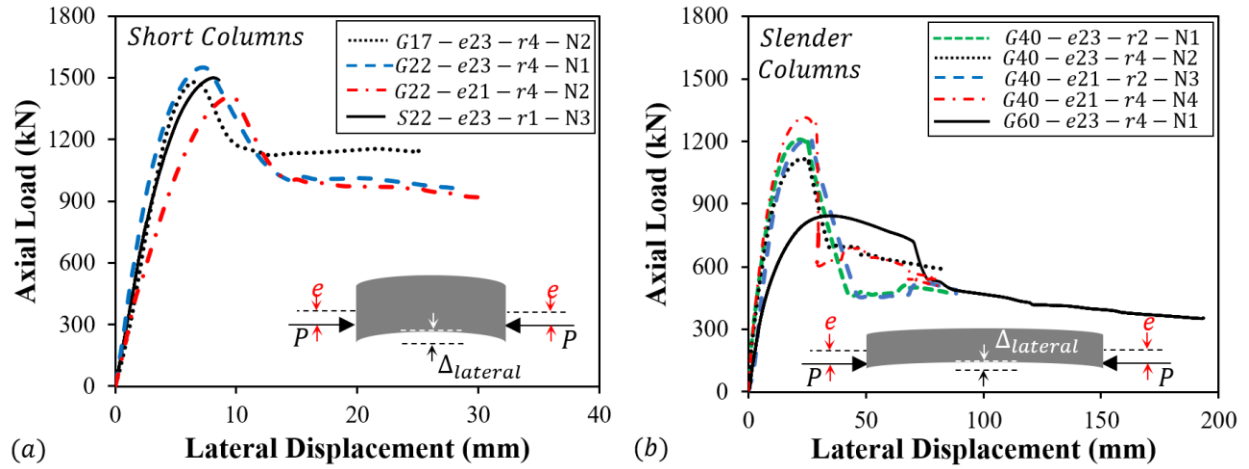 Short Columns
G17 − e23 − r4 − N2
G22 − e23 − r4 − N1
G22 − e21 − r4 − N2
S22 − e23 − r1 − N3
Axial Load (kN)
1800
1500
1200
900
600
300
0
e
e
P
P
Δlateral
0
10
20
30
40
Lateral Displacement (mm)
(a)
Slender
Columns
G40 − e23 − r2 − N1
G40 − e23 − r4 − N2
G40 − e21 − r2 − N3
G40 − e21 − r4 − N4
G60 − e23 − r4 − N1
Axial Load (kN)
1800
1500
1200
900
600
300
0
e
e
Δlateral
P
P
0
50
100
150
200
Lateral Displacement (mm)
(b)